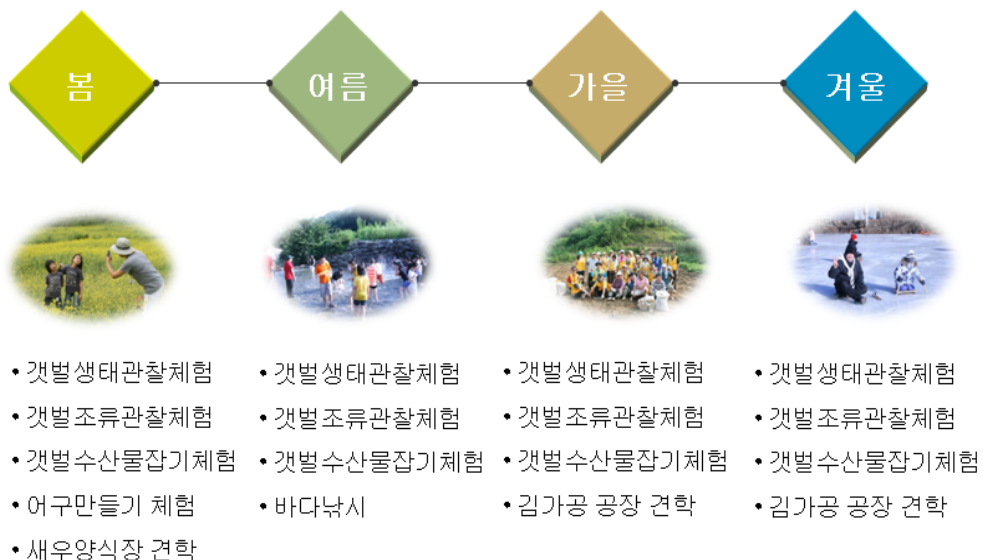 봄
여름
가을
겨울
• 갯벌생태관찰체험
• 갯벌조류관찰체험
• 갯벌수산물잡기체험
• 어구만들기 체험
• 새우양식장 견학
• 갯벌생태관찰체험
• 갯벌조류관찰체험
• 갯벌수산물잡기체험
• 바다낚시
• 갯벌생태관찰체험
• 갯벌조류관찰체험
• 갯벌수산물잡기체험
• 김가공 공장 견학
• 갯벌생태관찰체험
• 갯벌조류관찰체험
• 갯벌수산물잡기체험
• 김가공 공장 견학